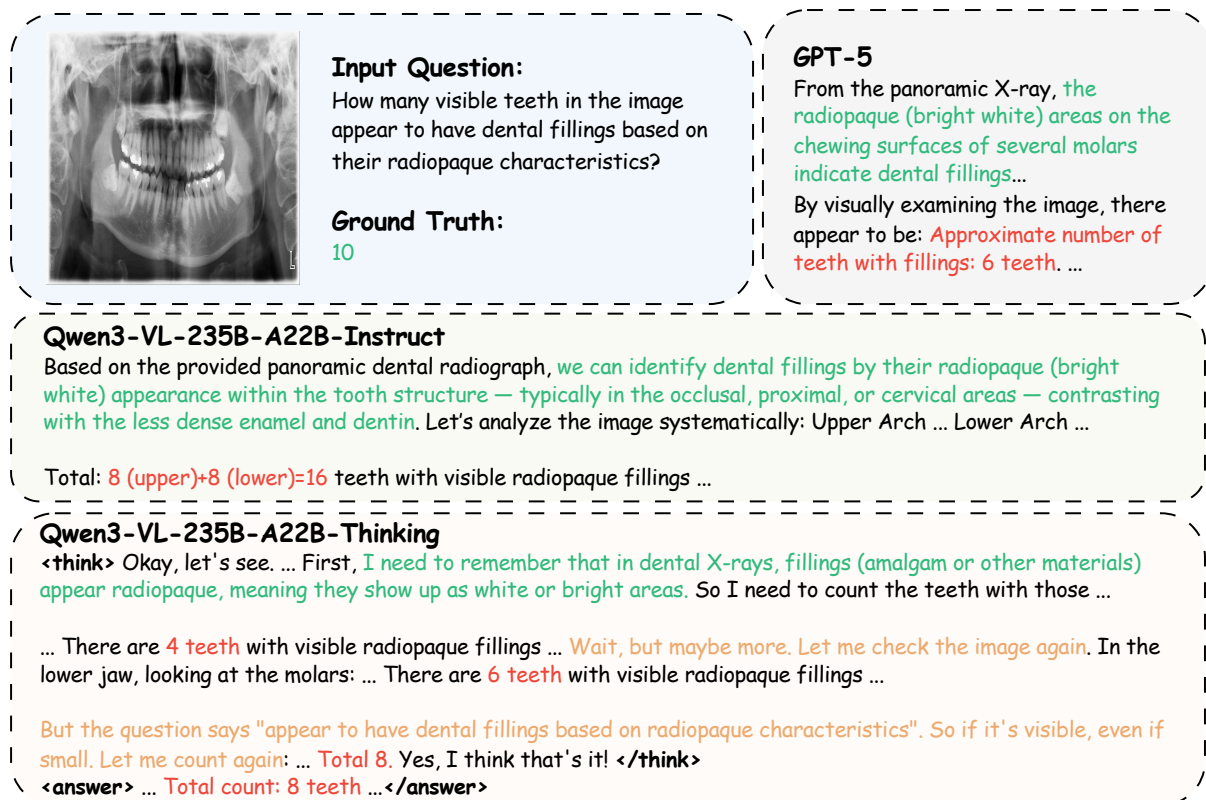 Input Question:
How many visible teeth in the image
appear to have dental fillings based on
their radiopaque characteristics?
Ground Truth:
10
L
GPT-5
From the panoramic X-ray, the
radiopaque (bright white) areas on the
chewing surfaces of several molars
indicate dental fillings...
By visually examining the image, there
appear to be: Approximate number of
teeth with fillings: 6 teeth. ...
Qwen3-VL-235B-A22B-Instruct
Based on the provided panoramic dental radiograph, we can identify dental fillings by their radiopaque (bright
white) appearance within the tooth structure — typically in the occlusal, proximal, or cervical areas — contrasting
with the less dense enamel and dentin. Let's analyze the image systematically: Upper Arch ... Lower Arch ...
Total: 8 (upper)+8 (lower)=16 teeth with visible radiopaque fillings ...
Qwen3-VL-235B-A22B-Thinking
<think> Okay, let's see. ... First, I need to remember that in dental X-rays, fillings (amalgam or other materials)
appear radiopaque, meaning they show up as white or bright areas. So I need to count the teeth with those ...
... There are 4 teeth with visible radiopaque fillings ... Wait, but maybe more. Let me check the image again. In the
lower jaw, looking at the molars: ... There are 6 teeth with visible radiopaque fillings ...
But the question says "appear to have dental fillings based on radiopaque characteristics". So if it's visible, even if
small. Let me count again: ... Total 8. Yes, I think that's it! </think>
<answer> ... Total count: 8 teeth ...</answer>